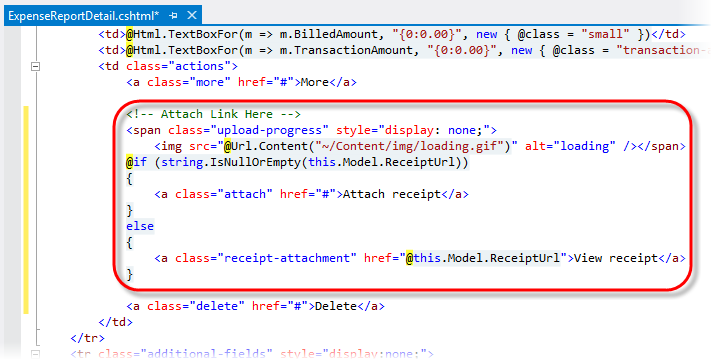 ExpenseReportDetail.cshtml*
<td>@Html.TextBoxFor(m => m.BilledAmount, "{0:0.00}", new { @class = "small" })</td>
<td>@Html.TextBoxFor(m => m.TransactionAmount, "{0:0.00}", new { @class = "transaction-
<td class="actions">
<a class="more" href="#">More</a>
<!-- Attach Link Here -->
<span class="upload-progress" style="display: none;">
<img src="@Url.Content("~/Content/img/loading.gif")" alt="loading" /></span>
@if (string.IsNullOrEmpty(this.Model.ReceiptUrl))
{
<a class="attach" href="#">Attach receipt</a>
}
else
{
<a class="receipt-attachment" href="@this.Model.ReceiptUrl">View receipt</a>
}
<a class="delete" href="#">Delete</a>
</td>
</tr>
<tr class="additional-fields" style="display:none;">